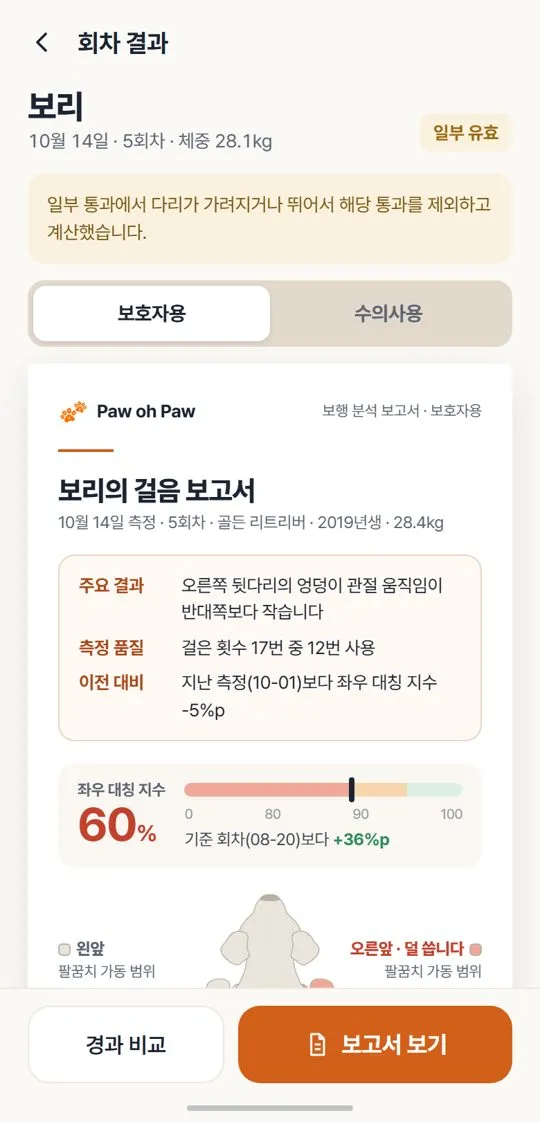 회차 결과
보리
10월 14일 · 5회차 · 체중 28.1kg
일부 유효
일부 통과에서 다리가 가려지거나 뛰어서 해당 통과를 제외하고
계산했습니다.
보호자용
수의사용
Paw oh Paw
보행 분석 보고서 · 보호자용
보리의 걸음 보고서
10월 14일 측정 · 5회차 · 골든 리트리버 · 2019년생 · 28.4kg
주요 결과 오른쪽 뒷다리의 엉덩이 관절 움직임이
반대쪽보다 작습니다
측정 품질 걸은 횟수 17번 중 12번 사용
이전 대비 지난 측정(10-01)보다 좌우 대칭 지수
-5%p
좌우 대칭 지수
60%
0 80 90 100
기준 회차(08-20)보다 +36%p
왼앞
팔꿈치 가동 범위
오른앞 · 덜 씁니다
팔꿈치 가동 범위
경과 비교
보고서 보기